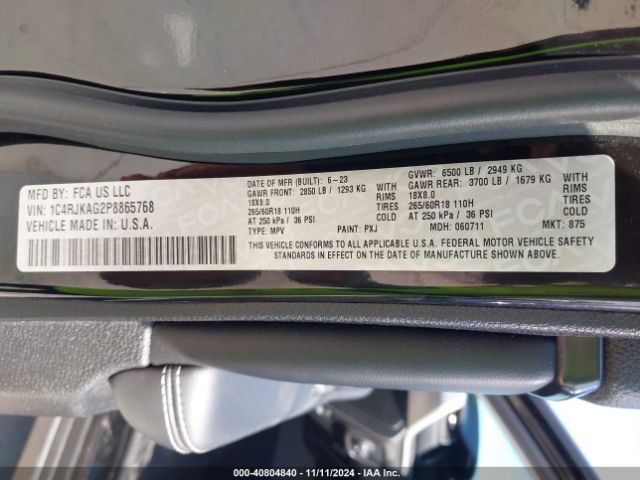 MFD BY: FCA US LLC
VIN: 1C4RJKAG2P8865768
VEHICLE MADE IN: U.S.A.
DATE OF MFR (BUILT): 6-23
GAWR FRONT: 2850 LB / 1293 KG WITH
18X8.0 RIMS
265/60R18 110H TIRES
AT 250 kPa / 36 PSI
TYPE: MPV PAINT: PXJ
GVWR: 6500 LB / 2949 KG
GAWR REAR: 3700 LB / 1679 KG WITH
18X8.0 RIMS
265/60R18 110H TIRES
AT 250 kPa / 36 PSI
MDH: 060711 MKT: 875
THIS VEHICLE CONFORMS TO ALL APPLICABLE U.S.A. FEDERAL MOTOR VEHICLE SAFETY
STANDARDS IN EFFECT ON THE DATE OF MANUFACTURE SHOWN ABOVE.
000-40804840 - 11/11/2024 - IAA Inc.